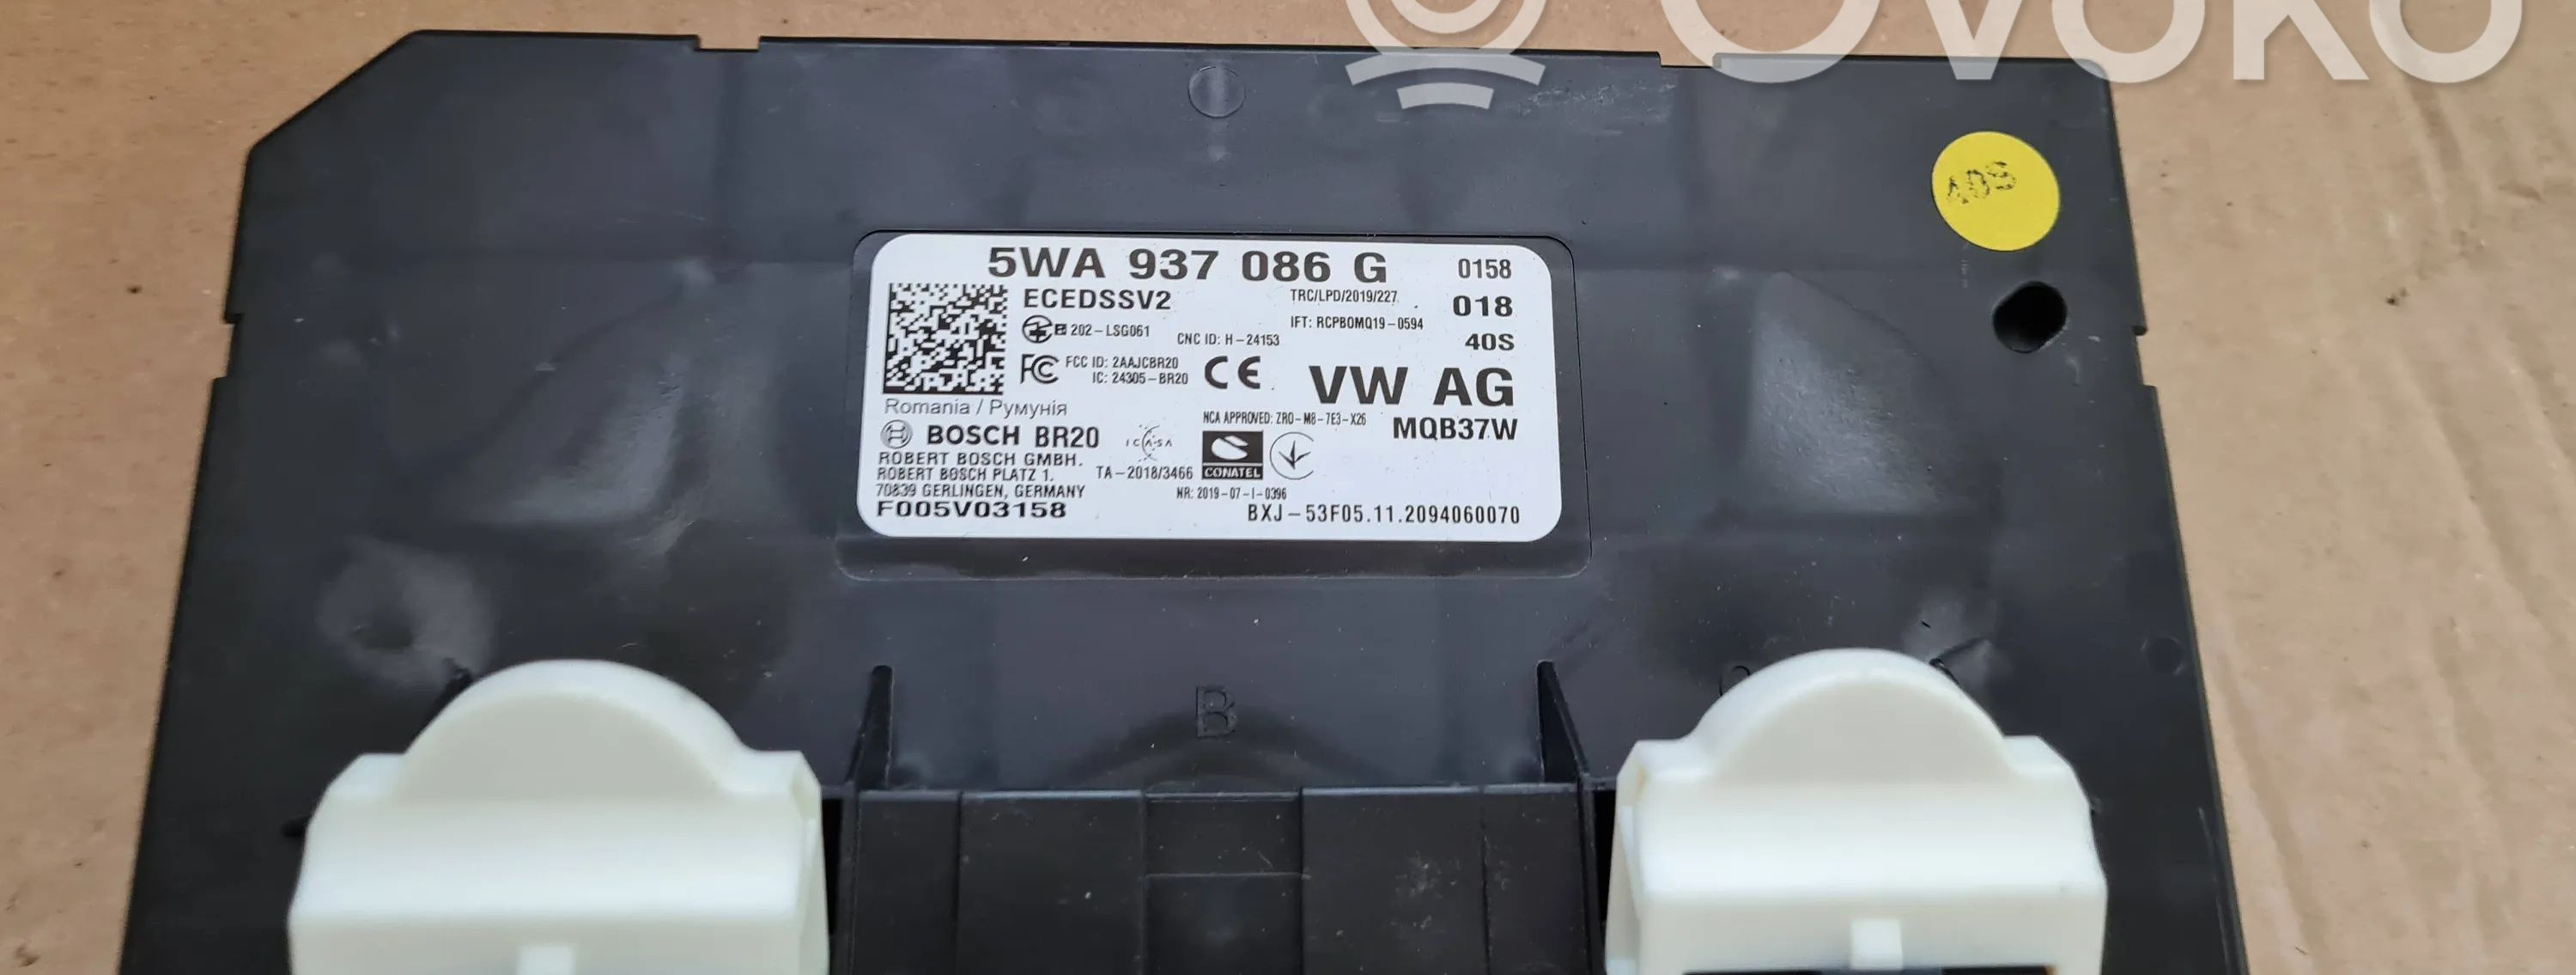 OVOKO
40S
5WA 937 086 G 0158
ECEDSSV2 TRC/LPD/2019/227 018
202-LSG061 IFT: RCPBOMQ19-0594
CNC ID: H-24153 40S
FC FCC ID: 2AAJCBR20 CE
IC: 24305-BR20 VW AG
Romania / Румунія
NCA APPROVED: ZRO-M8-7E3-X26 MQB37W
BOSCH BR20 ICASA
ROBERT BOSCH GMBH.
ROBERT BOSCH PLATZ 1. TA-2018/3466 CONATEL
70839 GERLINGEN, GERMANY NR: 2019-07-I-0396
F005V03158 BXJ-53F05.11.2094060070
B